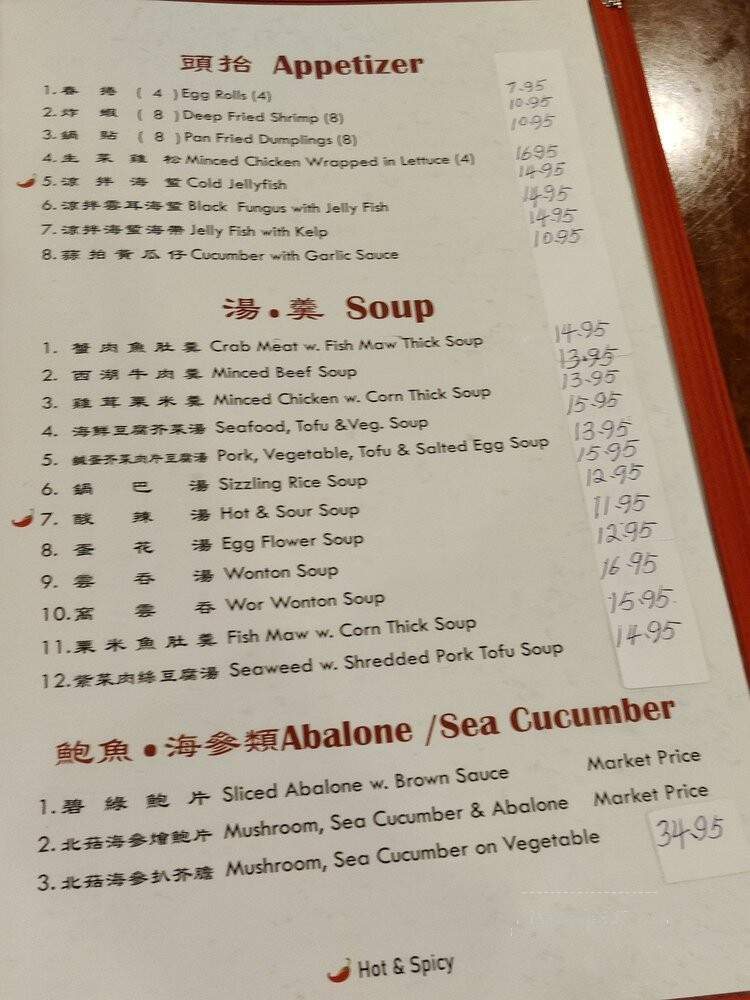 頭抬 Appetizer
1. 春 捲 ( 4 ) Egg Rolls (4) 7.95
2. 炸 蝦 ( 8 ) Deep Fried Shrimp (8) 10.95
3. 鍋 貼 ( 8 ) Pan Fried Dumplings (8) 10.95
4. 生 菜 雞 松 Minced Chicken Wrapped in Lettuce (4) 16.95
5. 涼 拌 海 蜇 Cold Jellyfish 14.95
6. 涼拌雲耳海蜇 Black Fungus with Jelly Fish 14.95
7. 涼拌海蜇海帶 Jelly Fish with Kelp 14.95
8. 蒜 拍 黃 瓜 仔 Cucumber with Garlic Sauce 10.95
湯 • 羹 Soup
1. 蟹 肉 魚 肚 羹 Crab Meat w. Fish Maw Thick Soup 14.95
2. 西 湖 牛 肉 羹 Minced Beef Soup 13.95
3. 雞 茸 栗 米 羹 Minced Chicken w. Corn Thick Soup 13.95
4. 海鮮豆腐芥菜湯 Seafood, Tofu &Veg. Soup 15.95
5. 鹹蛋芥菜肉片豆腐湯 Pork, Vegetable, Tofu & Salted Egg Soup 13.95
6. 鍋 巴 湯 Sizzling Rice Soup 15.95
7. 酸 辣 湯 Hot & Sour Soup 12.95
8. 蛋 花 湯 Egg Flower Soup 11.95
9. 雲 吞 湯 Wonton Soup 12.95
10. 窩 雲 吞 Wor Wonton Soup 16.95
11. 栗 米 魚 肚 羹 Fish Maw w. Corn Thick Soup 15.95
12. 紫菜肉絲豆腐湯 Seaweed w. Shredded Pork Tofu Soup 14.95
鮑魚 • 海參類 Abalone /Sea Cucumber
1. 碧 綠 鮑 片 Sliced Abalone w. Brown Sauce Market Price
2. 北菇海參燴鮑片 Mushroom, Sea Cucumber & Abalone Market Price
3. 北菇海參扒芥膽 Mushroom, Sea Cucumber on Vegetable 34.95
Hot & Spicy